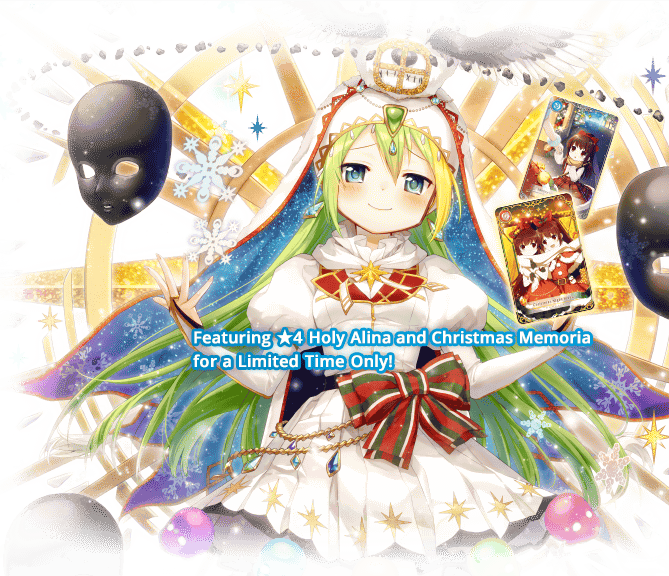 Featuring ★4 Holy Alina and Christmas Memoria
for a Limited Time Only!